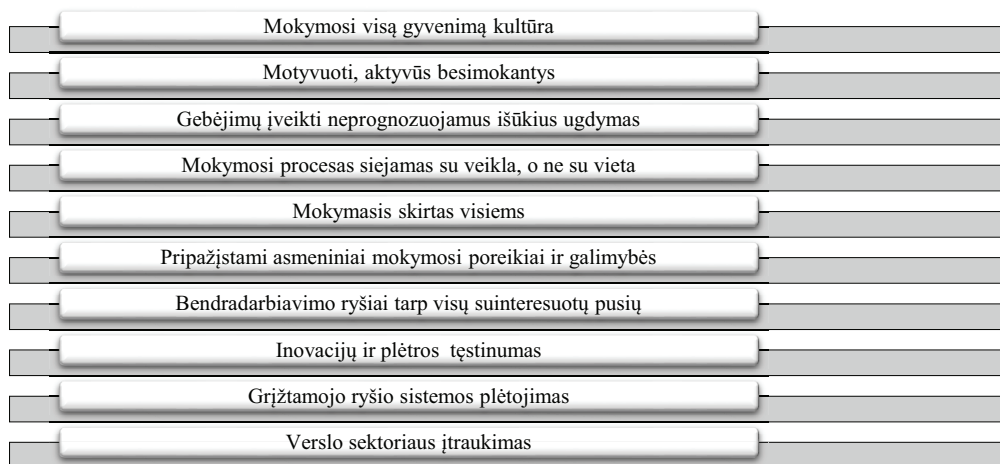 Mokymosi visą gyvenimą kultūra
Motyvuoti, aktyvūs besimokantys
Gebėjimų įveikti neprognozuojamus iššūkius ugdymas
Mokymosi procesas siejamas su veikla, o ne su vieta
Mokymasis skirtas visiems
Pripažįstami asmeniniai mokymosi poreikiai ir galimybės
Bendradarbiavimo ryšiai tarp visų suinteresuotų pusių
Inovacijų ir plėtros tęstinumas
Grįžtamojo ryšio sistemos plėtojimas
Verslo sektoriaus įtraukimas